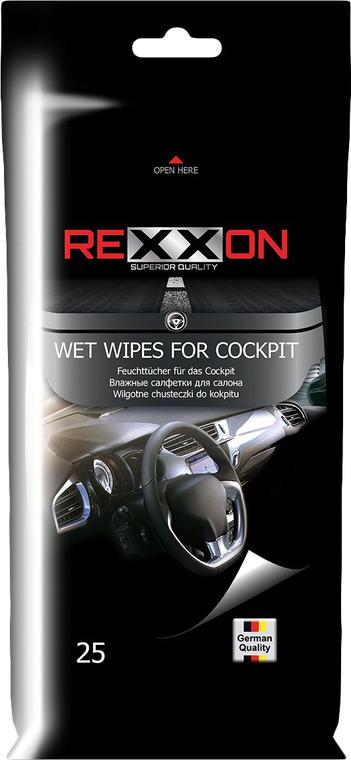 OPEN HERE
REXXON
SUPERIOR QUALITY
WET WIPES FOR COCKPIT
Feuchttücher für das Cockpit
Влажные салфетки для салона
Wilgotne chusteczki do kokpitu
25
German
Quality